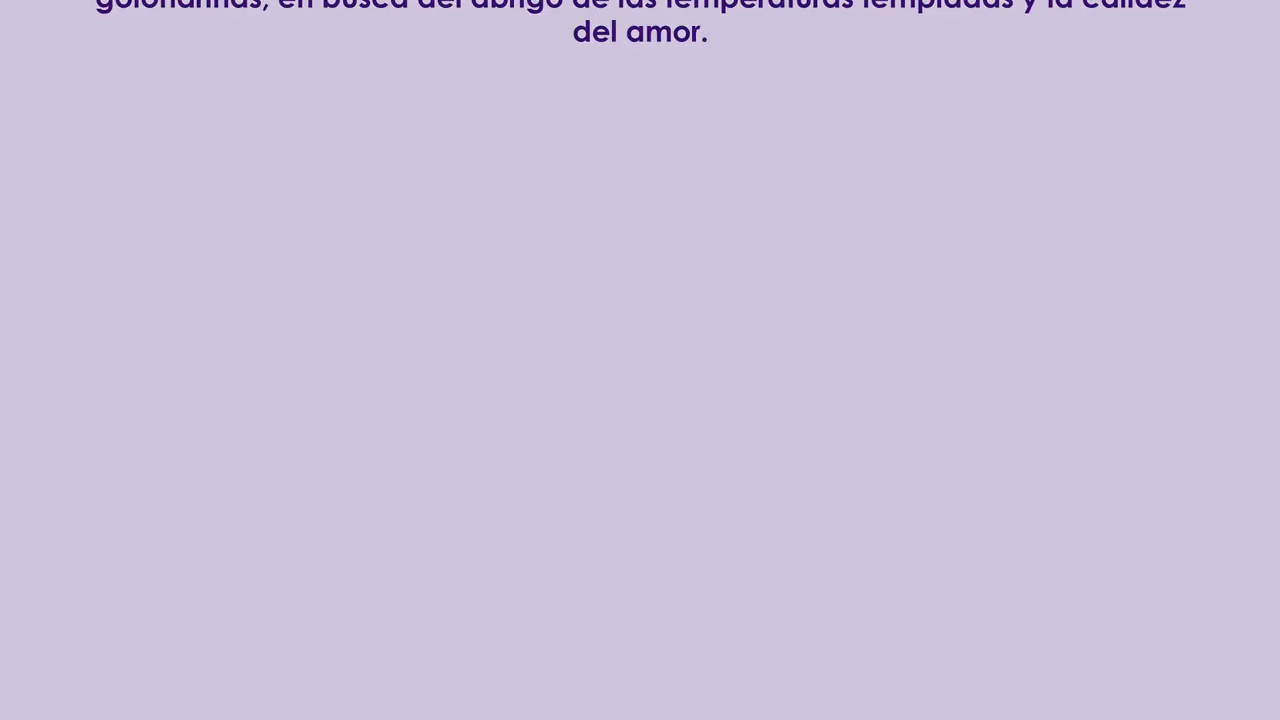 golondrinas, en busca del abrigo de las temperaturas templadas y la calidez
del amor.